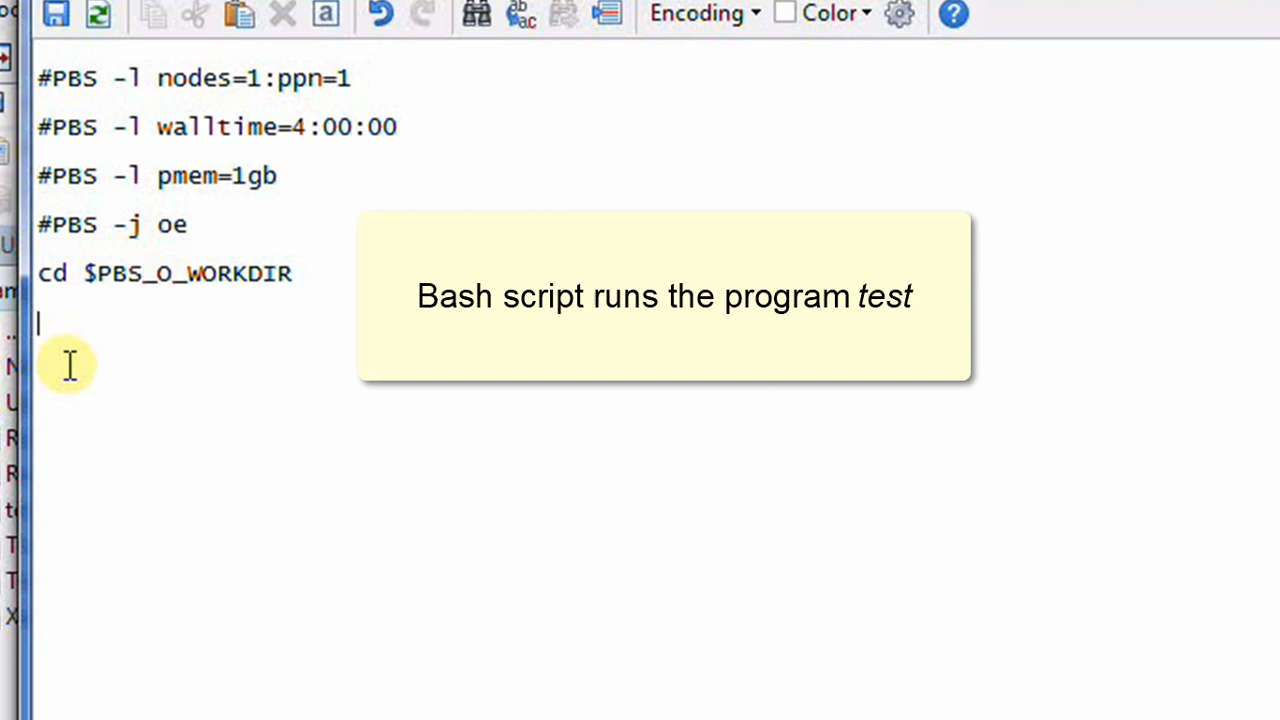 Encoding
Color
#PBS -l nodes=1:ppn=1
#PBS -l walltime=4:00:00
#PBS -l pmem=1gb
#PBS -j oe
cd $PBS_O_WORKDIR
Bash script runs the program test